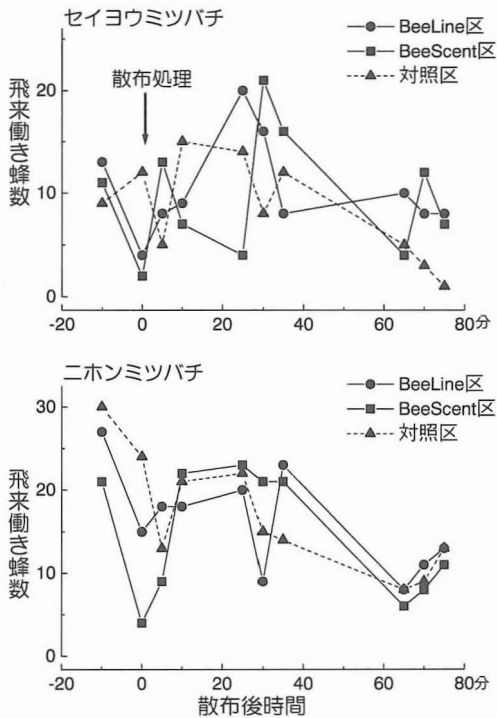 セイヨウミツバチ
BeeLine区
BeeScent区
対照区
散布処理
飛来働き蜂数
20
10
0
-20 0 20 40 60 80分
ニホンミツバチ
BeeLine区
BeeScent区
対照区
飛来働き蜂数
30
20
10
0
-20 0 20 40 60 80分
散布後時間